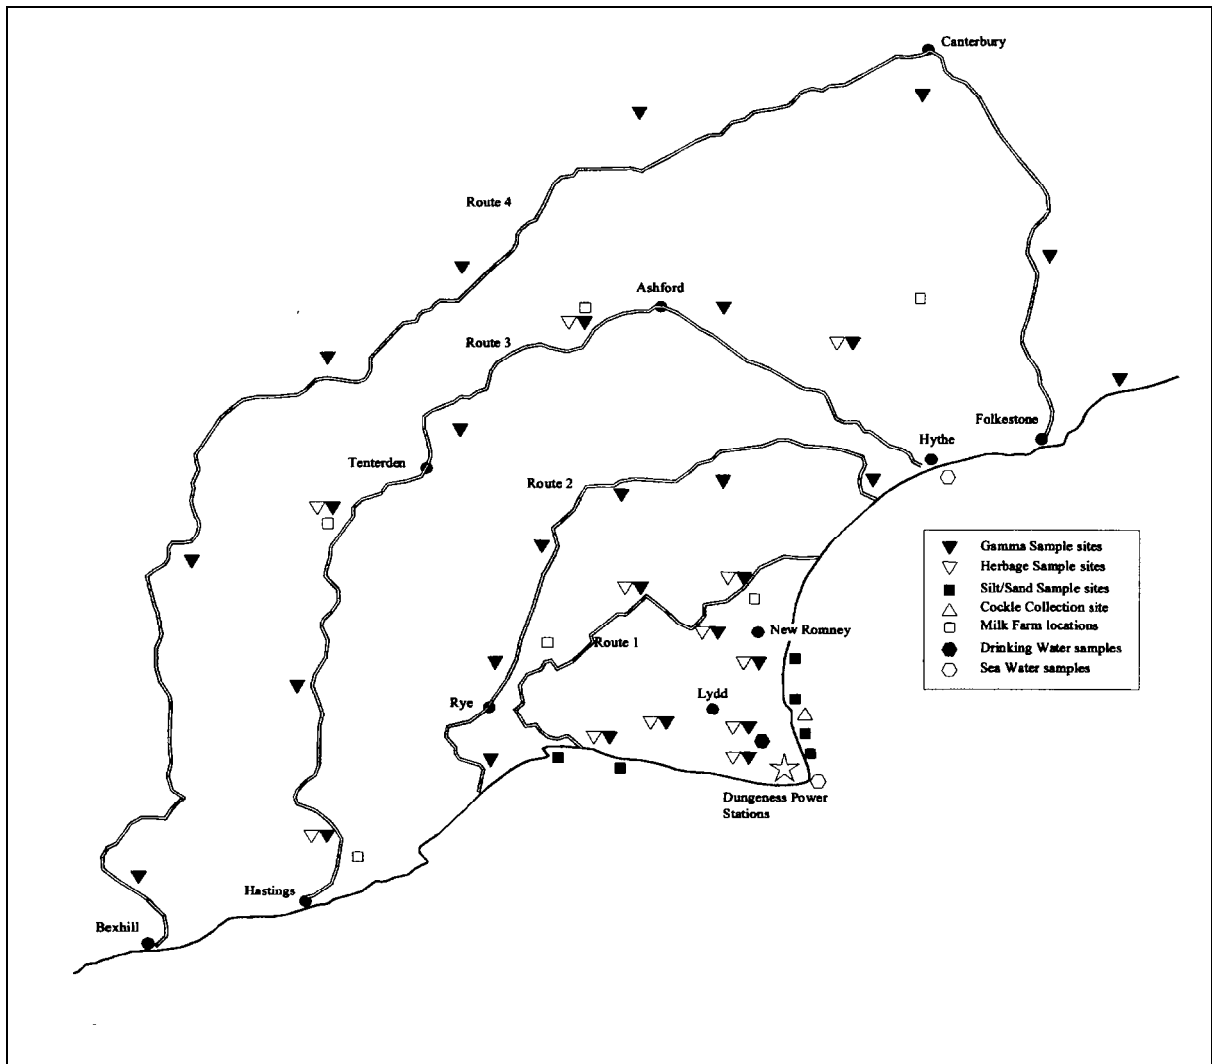 Canterbury
Route 4
Ashford
Route 3
Folkestone
Hythe
Tenterden
Route 2
Gamma Sample sites
Herbage Sample sites
Silt/Sand Sample sites
Cockle Collection site
Milk Farm locations
Drinking Water samples
Sea Water samples
New Romney
Route 1
Lydd
Rye
Dungeness Power
Stations
Hastings
Bexhill